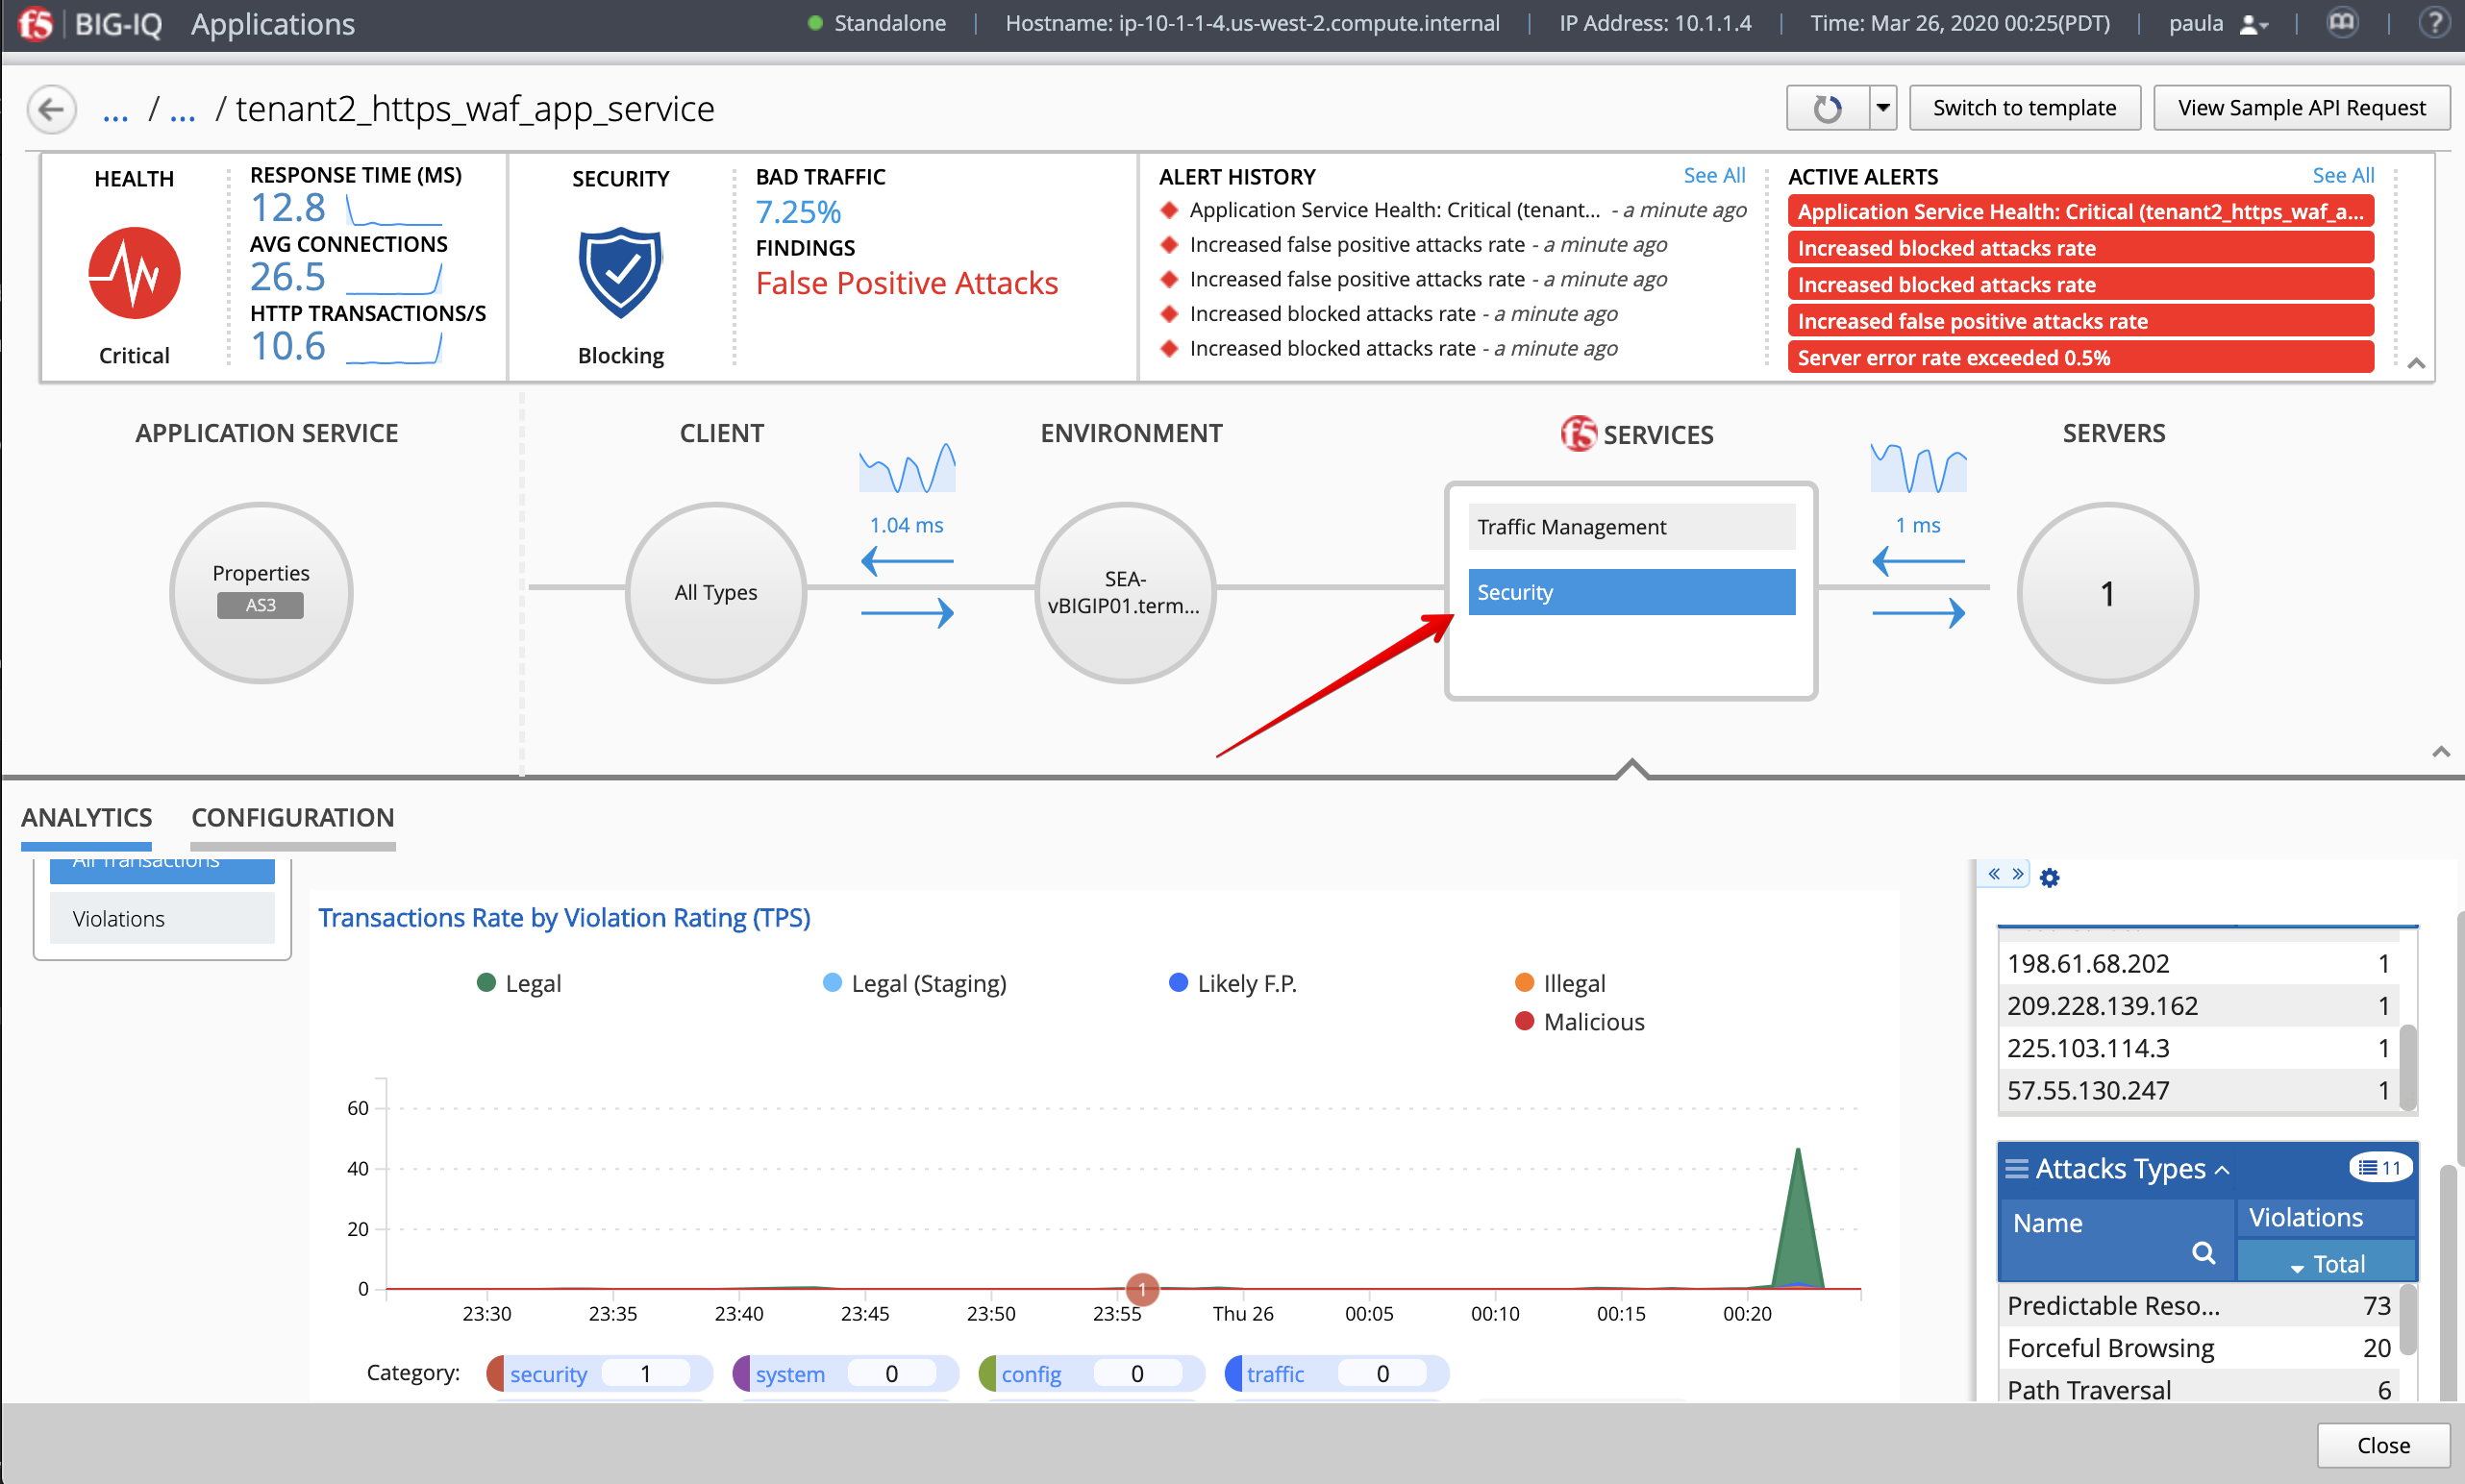 f5 BIG-IQ Applications Standalone Hostname: ip-10-1-1-4.us-west-2.compute.internal IP Address: 10.1.1.4 Time: Mar 26, 2020 00:25(PDT) paula ?
... / ... / tenant2_https_waf_app_service Switch to template View Sample API Request
HEALTH
Critical
RESPONSE TIME (MS)
12.8
AVG CONNECTIONS
26.5
HTTP TRANSACTIONS/S
10.6
SECURITY
Blocking
BAD TRAFFIC
7.25%
FINDINGS
False Positive Attacks
ALERT HISTORY See All
Application Service Health: Critical (tenant... - a minute ago
Increased false positive attacks rate - a minute ago
Increased false positive attacks rate - a minute ago
Increased blocked attacks rate - a minute ago
Increased blocked attacks rate - a minute ago
ACTIVE ALERTS See All
Application Service Health: Critical (tenant2_https_waf_a...
Increased blocked attacks rate
Increased blocked attacks rate
Increased false positive attacks rate
Server error rate exceeded 0.5%
APPLICATION SERVICE
Properties
AS3
CLIENT
All Types
1.04 ms
ENVIRONMENT
SEA-
vBIGIP01.term...
f5 SERVICES
Traffic Management
Security
1 ms
SERVERS
1
ANALYTICS CONFIGURATION
All Transactions
Violations
Transactions Rate by Violation Rating (TPS)
Legal Legal (Staging) Likely F.P. Illegal
Malicious
60
40
20
0
1
23:30 23:35 23:40 23:45 23:50 23:55 Thu 26 00:05 00:10 00:15 00:20
Category: security 1 system 0 config 0 traffic 0
« »
198.61.68.202 1
209.228.139.162 1
225.103.114.3 1
57.55.130.247 1
Attacks Types 11
Name Violations
Total
Predictable Reso... 73
Forceful Browsing 20
Path Traversal 6
Close